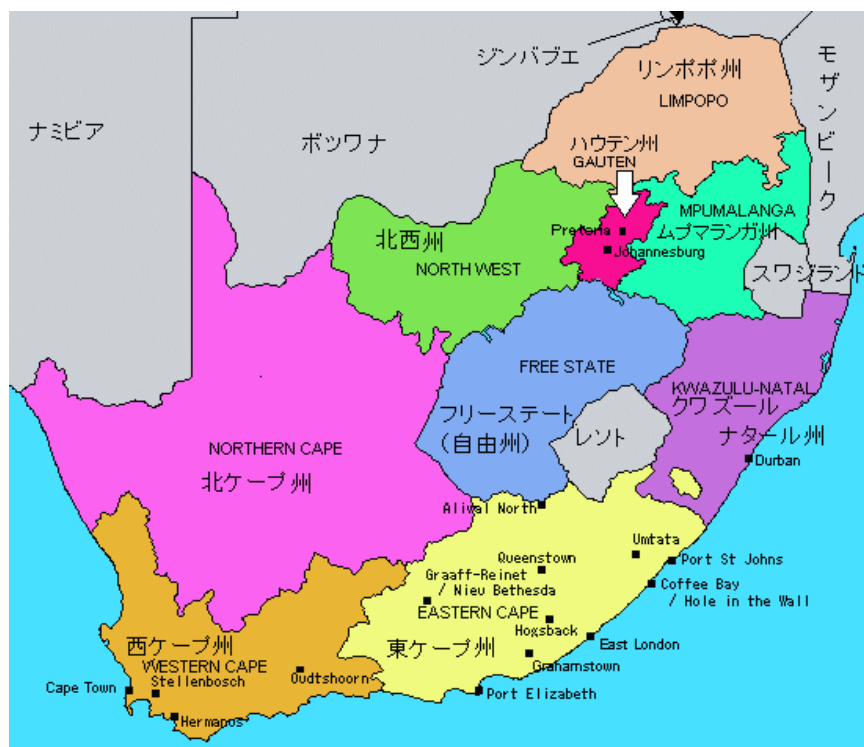 ジンバブエ
リンポポ州
LIMPOPO
モザンビーク
ナミビア
ボツワナ
ハウテン州
GAUTEN
北西州
NORTH WEST
Pretoria
Johannesburg
MPUMALANGA
ムプマランガ州
スワジランド
FREE STATE
フリーステート
(自由州)
レソト
KWAZULU-NATAL
クワズール
ナタール州
Durban
NORTHERN CAPE
北ケープ州
Aliwal North
Umtata
Queenstown
Port St Johns
Graaff-Reinet
/ Nieu Bethesda
Coffee Bay
/ Hole in the Wall
EASTERN CAPE
東ケープ州
Hogsback
East London
Grahamstown
Port Elizabeth
西ケープ州
WESTERN CAPE
Stellenbosch
Oudtshoorn
Cape Town
Hermanos